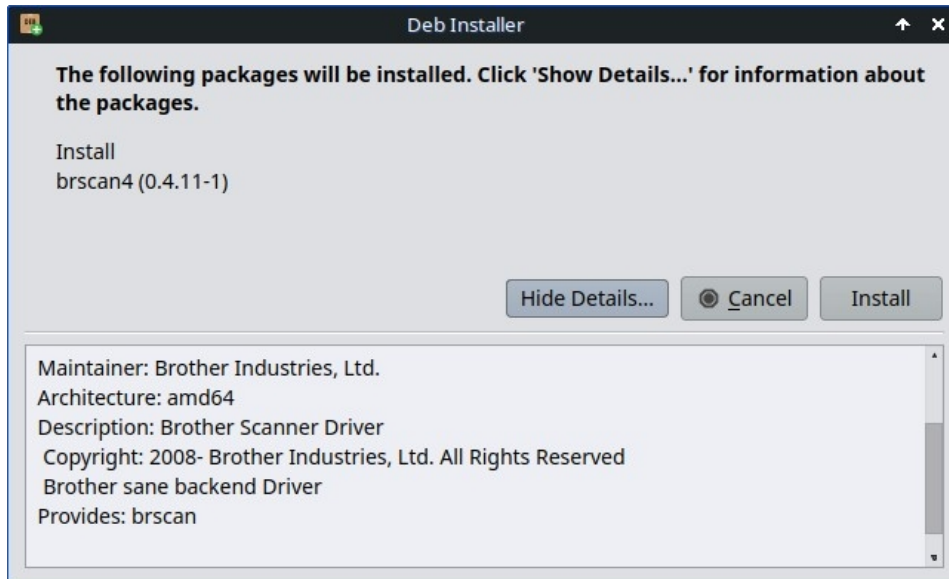 Deb Installer
The following packages will be installed. Click 'Show Details...' for information about
the packages.
Install
brscan4 (0.4.11-1)
Hide Details...
Cancel
Install
Maintainer: Brother Industries, Ltd.
Architecture: amd64
Description: Brother Scanner Driver
Copyright: 2008- Brother Industries, Ltd. All Rights Reserved
Brother sane backend Driver
Provides: brscan